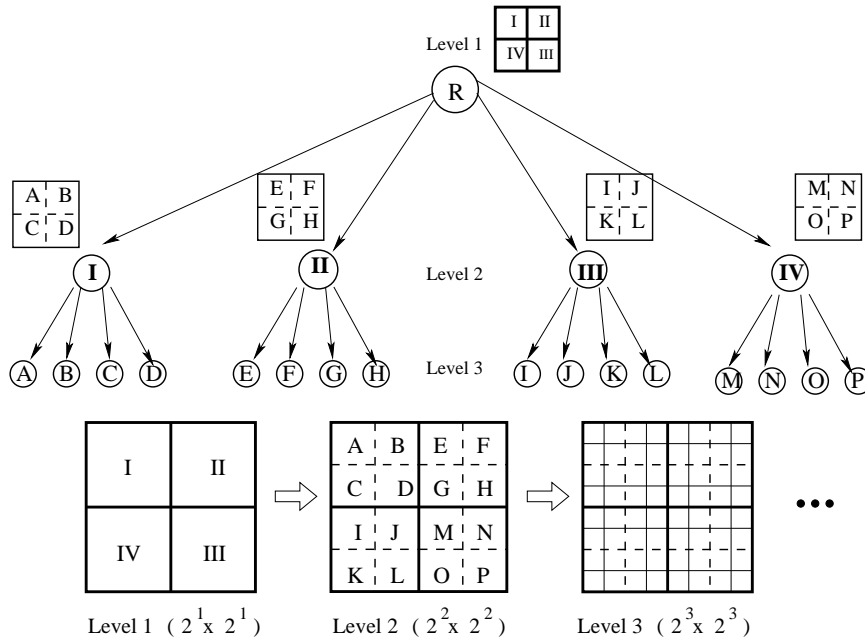 I II
Level 1
IV III
R
A B
C D
E F
G H
I J
K L
M N
O P
I
II
Level 2
III
IV
A B C D
E F G H
Level 3
I J K L
M N O P
I II
IV III
A B E F
C D G H
I J M N
K L O P
Level 1 ( 2^1 x 2^1 )
Level 2 ( 2^2 x 2^2 )
Level 3 ( 2^3 x 2^3 )